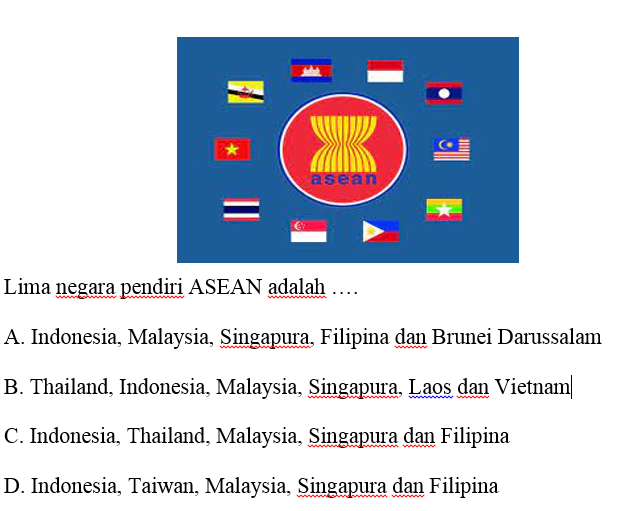 asean
Lima negara pendiri ASEAN adalah ….
A. Indonesia, Malaysia, Singapura, Filipina dan Brunei Darussalam
B. Thailand, Indonesia, Malaysia, Singapura, Laos dan Vietnam
C. Indonesia, Thailand, Malaysia, Singapura dan Filipina
D. Indonesia, Taiwan, Malaysia, Singapura dan Filipina